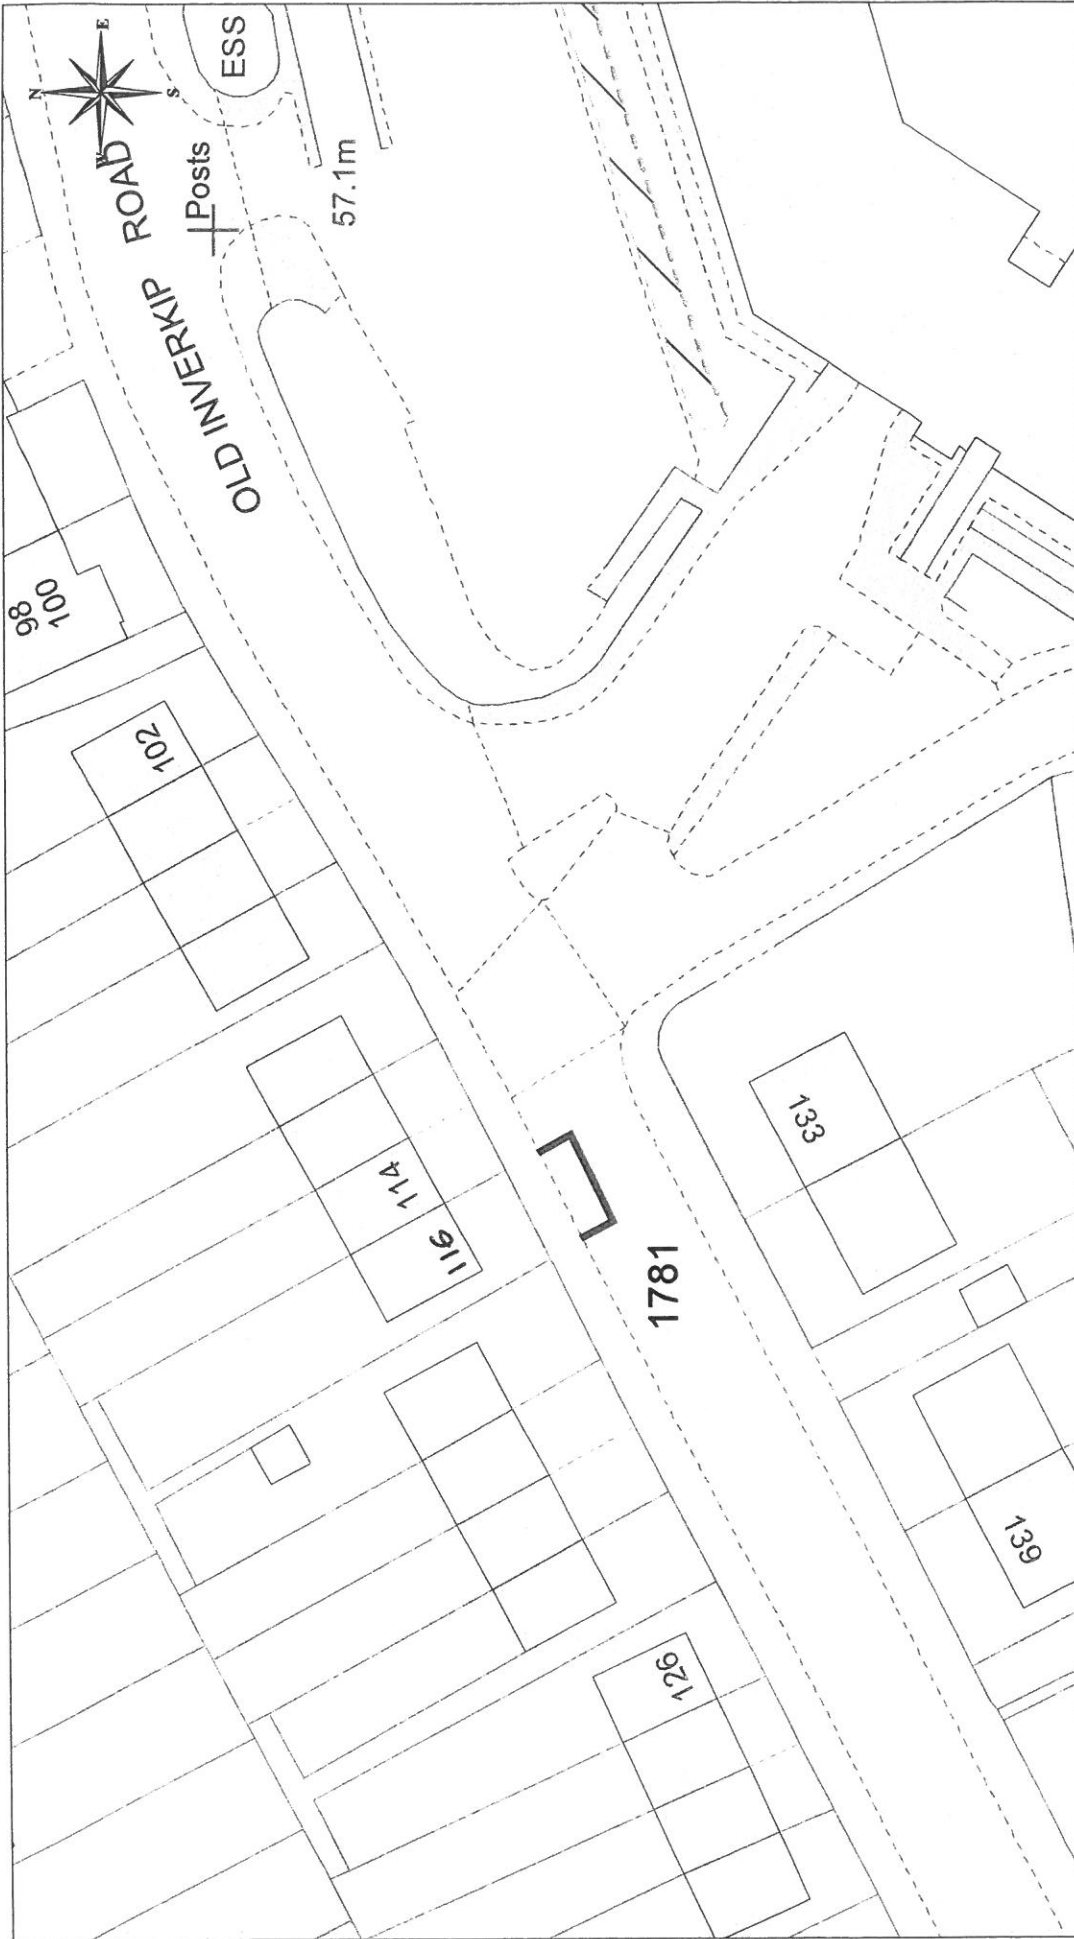 N
E
S
W
ESS
Posts
57.1m
OLD INVERKIP ROAD
98
100
102
114
116
1781
133
126
139